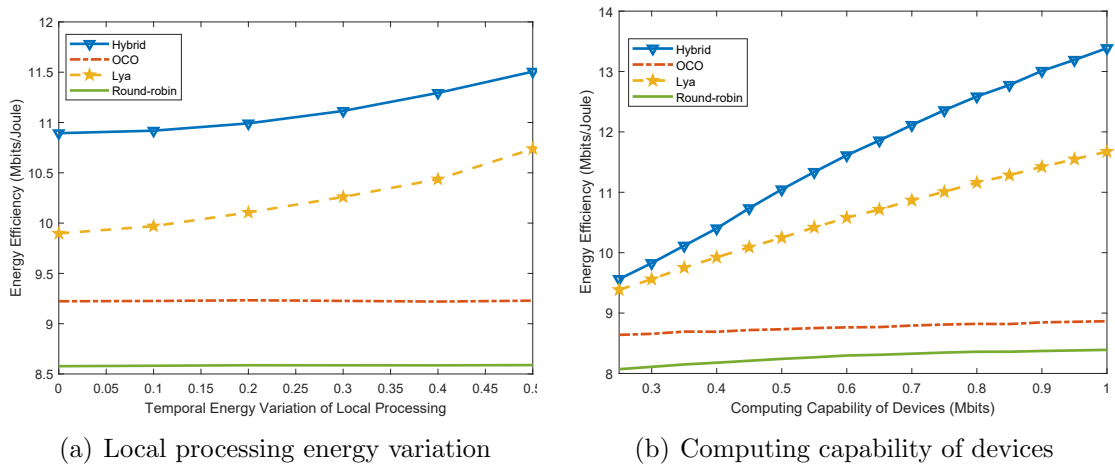 12
11.5
11
10.5
10
9.5
9
8.5
Energy Efficiency (Mbits/Joule)
Hybrid
OCO
Lya
Round-robin
0 0.05 0.1 0.15 0.2 0.25 0.3 0.35 0.4 0.45 0.5
Temporal Energy Variation of Local Processing
(a) Local processing energy variation
14
13
12
11
10
9
8
Energy Efficiency (Mbits/Joule)
Hybrid
OCO
Lya
Round-robin
0.3 0.4 0.5 0.6 0.7 0.8 0.9 1
Computing Capability of Devices (Mbits)
(b) Computing capability of devices